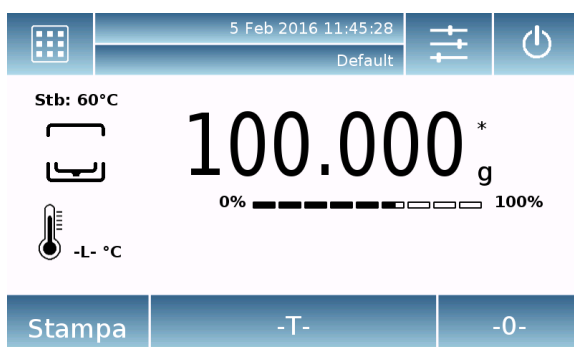 5 Feb 2016 11:45:28
Default
Stb: 60°C
100.000 * g
0% 100%
-L- °C
Stampa -T- -0-